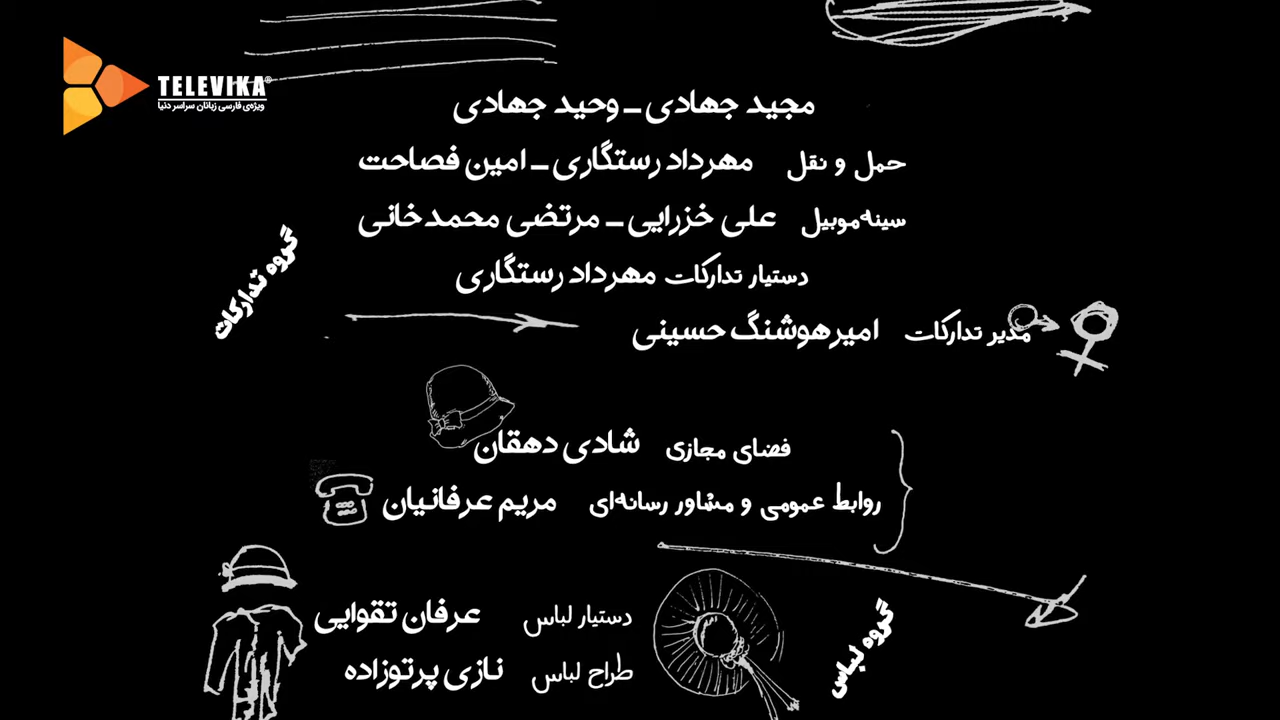 TELEVIKA®
ویژه‌ی فارسی زبانان سراسر دنیا
مجید جهادی ـ وحید جهادی
حمل و نقل مهرداد رستگاری ـ امین فصاحت
سینه‌موبیل علی خزرایی ـ مرتضی محمدخانی
دستیار تدارکات مهرداد رستگاری
مدیر تدارکات امیرهوشنگ حسینی
گروه تدارکات
فضای مجازی شادی دهقان
روابط عمومی و مشاور رسانه‌ای مریم عرفانیان
دستیار لباس عرفان تقوایی
طراح لباس نازی پرتوزاده
گروه لباس